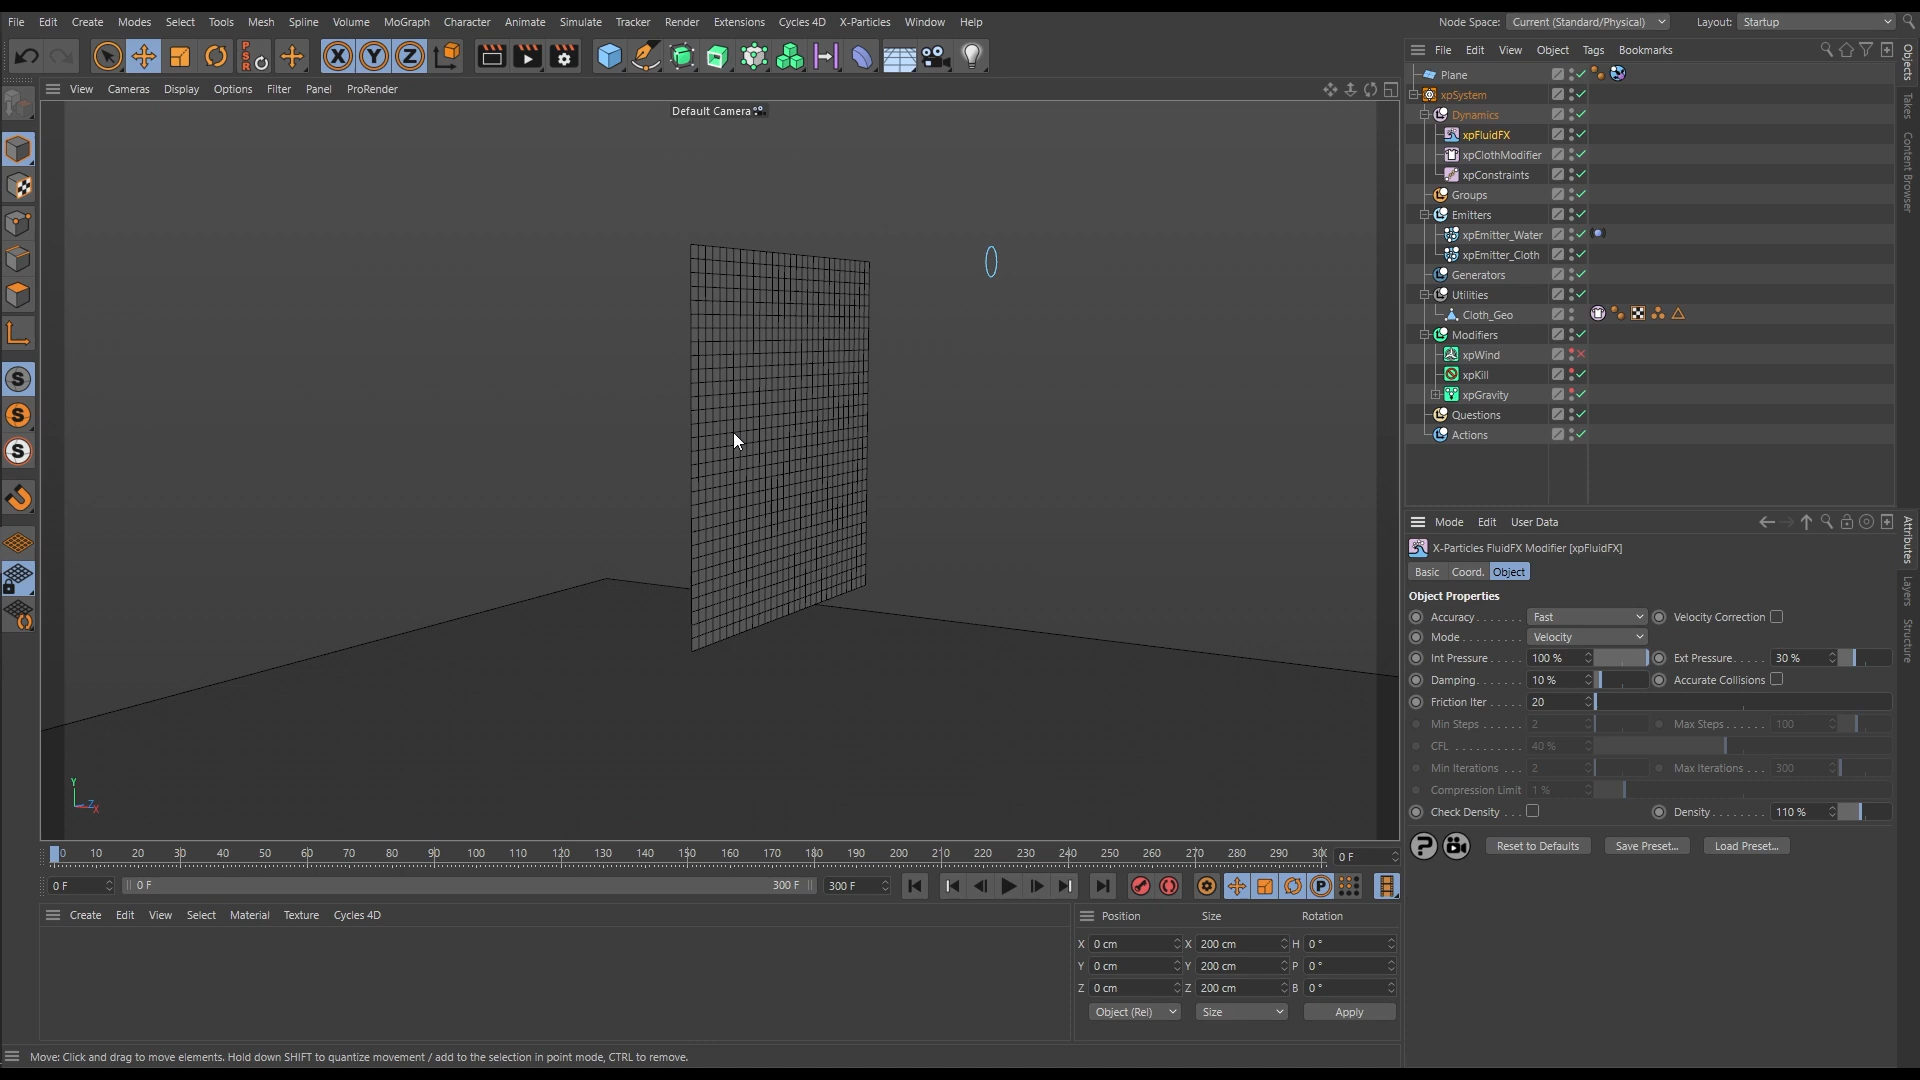 File Edit Create Modes Select Tools Mesh Spline Volume MoGraph Character Animate Simulate Tracker Render Extensions Cycles 4D X-Particles Window Help Node Space: Current (Standard/Physical) Layout: Startup
File Edit View Object Tags Bookmarks
View Cameras Display Options Filter Panel ProRender
Default Camera
Plane
xpSystem
Dynamics
xpFluidFX
xpClothModifier
xpConstraints
Groups
Emitters
xpEmitter_Water
xpEmitter_Cloth
Generators
Utilities
Cloth_Geo
Modifiers
xpWind
xpKill
xpGravity
Questions
Actions
Objects
Takes
Content Browser
Mode Edit User Data
X-Particles FluidFX Modifier [xpFluidFX]
Basic Coord. Object
Object Properties
Accuracy . . . . . . . Fast Velocity Correction
Mode . . . . . . . . . Velocity
Int Pressure . . . . . 100 % Ext Pressure . . . . . 30 %
Damping . . . . . . . 10 % Accurate Collisions
Friction Iter . . . . . 20
Min Steps . . . . . . 2 Max Steps . . . . . . 100
CFL . . . . . . . . . . 40 %
Min Iterations . . . 2 Max Iterations . . . 300
Compression Limit 1 %
Check Density . . . Density . . . . . . . . 110 %
Reset to Defaults Save Preset... Load Preset...
Attributes
Layers
Structure
Y
Z X
0 10 20 30 40 50 60 70 80 90 100 110 120 130 140 150 160 170 180 190 200 210 220 230 240 250 260 270 280 290 0 F
0 F 0 F 300 F 300 F
Create Edit View Select Material Texture Cycles 4D
Position Size Rotation
X 0 cm X 200 cm H 0 °
Y 0 cm Y 200 cm P 0 °
Z 0 cm Z 200 cm B 0 °
Object (Rel) Size Apply
Move: Click and drag to move elements. Hold down SHIFT to quantize movement / add to the selection in point mode, CTRL to remove.